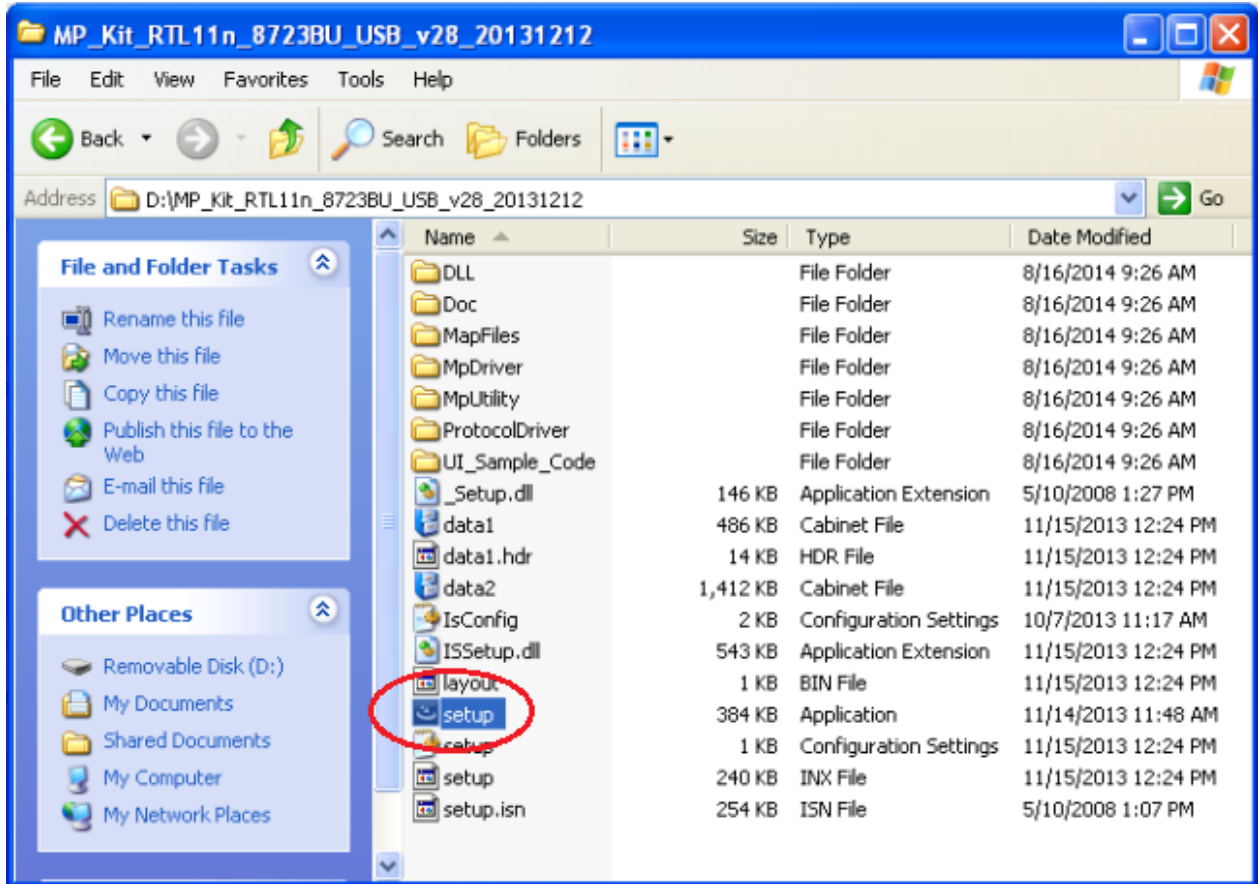 MP_Kit_RTL11n_8723BU_USB_v28_20131212
File Edit View Favorites Tools Help
Back Search Folders
Address D:\MP_Kit_RTL11n_8723BU_USB_v28_20131212 Go
File and Folder Tasks
Rename this file
Move this file
Copy this file
Publish this file to the
Web
E-mail this file
Delete this file
Other Places
Removable Disk (D:)
My Documents
Shared Documents
My Computer
My Network Places
Name Size Type Date Modified
DLL File Folder 8/16/2014 9:26 AM
Doc File Folder 8/16/2014 9:26 AM
MapFiles File Folder 8/16/2014 9:26 AM
MpDriver File Folder 8/16/2014 9:26 AM
MpUtility File Folder 8/16/2014 9:26 AM
ProtocolDriver File Folder 8/16/2014 9:26 AM
UI_Sample_Code File Folder 8/16/2014 9:26 AM
_Setup.dll 146 KB Application Extension 5/10/2008 1:27 PM
data1 486 KB Cabinet File 11/15/2013 12:24 PM
data1.hdr 14 KB HDR File 11/15/2013 12:24 PM
data2 1,412 KB Cabinet File 11/15/2013 12:24 PM
IsConfig 2 KB Configuration Settings 10/7/2013 11:17 AM
ISSetup.dll 543 KB Application Extension 11/15/2013 12:24 PM
layout 1 KB BIN File 11/15/2013 12:24 PM
setup 384 KB Application 11/14/2013 11:48 AM
setup 1 KB Configuration Settings 11/15/2013 12:24 PM
setup 240 KB INX File 11/15/2013 12:24 PM
setup.isn 254 KB ISN File 5/10/2008 1:07 PM